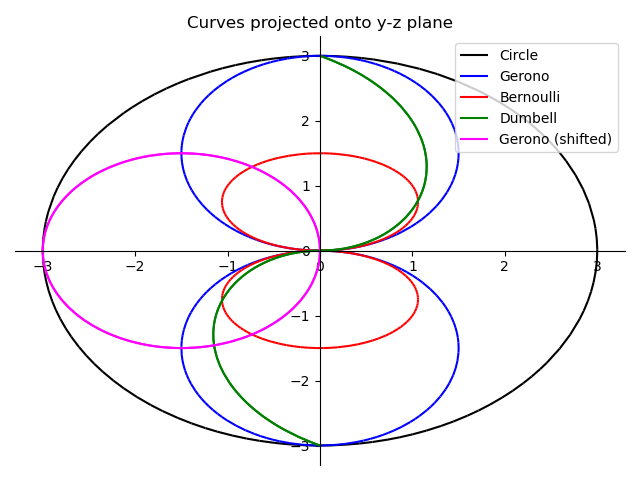 Curves projected onto y-z plane
Circle
Gerono
Bernoulli
Dumbell
Gerono (shifted)
3
2
1
0
−1
−2
−3
−3 −2 −1 0 1 2 3